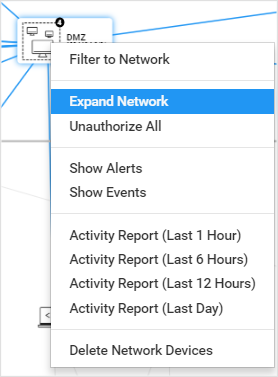 4
DMZ
Filter to Network
Expand Network
Unauthorize All
Show Alerts
Show Events
Activity Report (Last 1 Hour)
Activity Report (Last 6 Hours)
Activity Report (Last 12 Hours)
Activity Report (Last Day)
Delete Network Devices